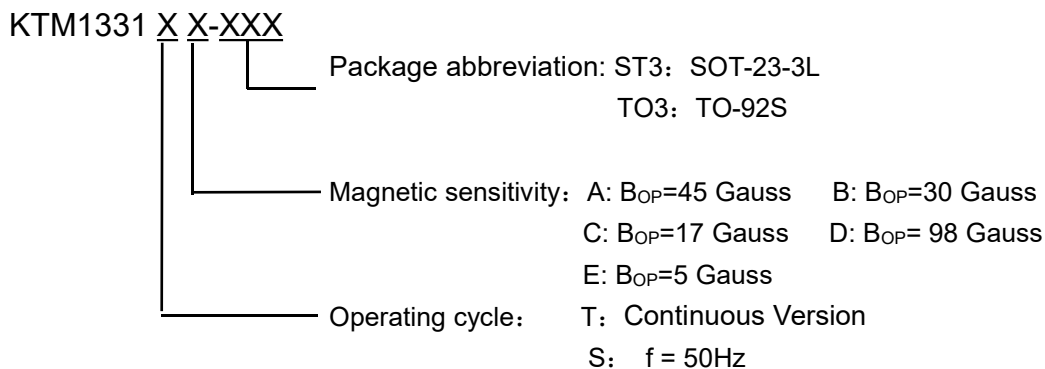 KTM1331 X X-XXX
Package abbreviation: ST3：SOT-23-3L
TO3：TO-92S
Magnetic sensitivity：A: BOP=45 Gauss B: BOP=30 Gauss
C: BOP=17 Gauss D: BOP= 98 Gauss
E: BOP=5 Gauss
Operating cycle： T：Continuous Version
S： f = 50Hz